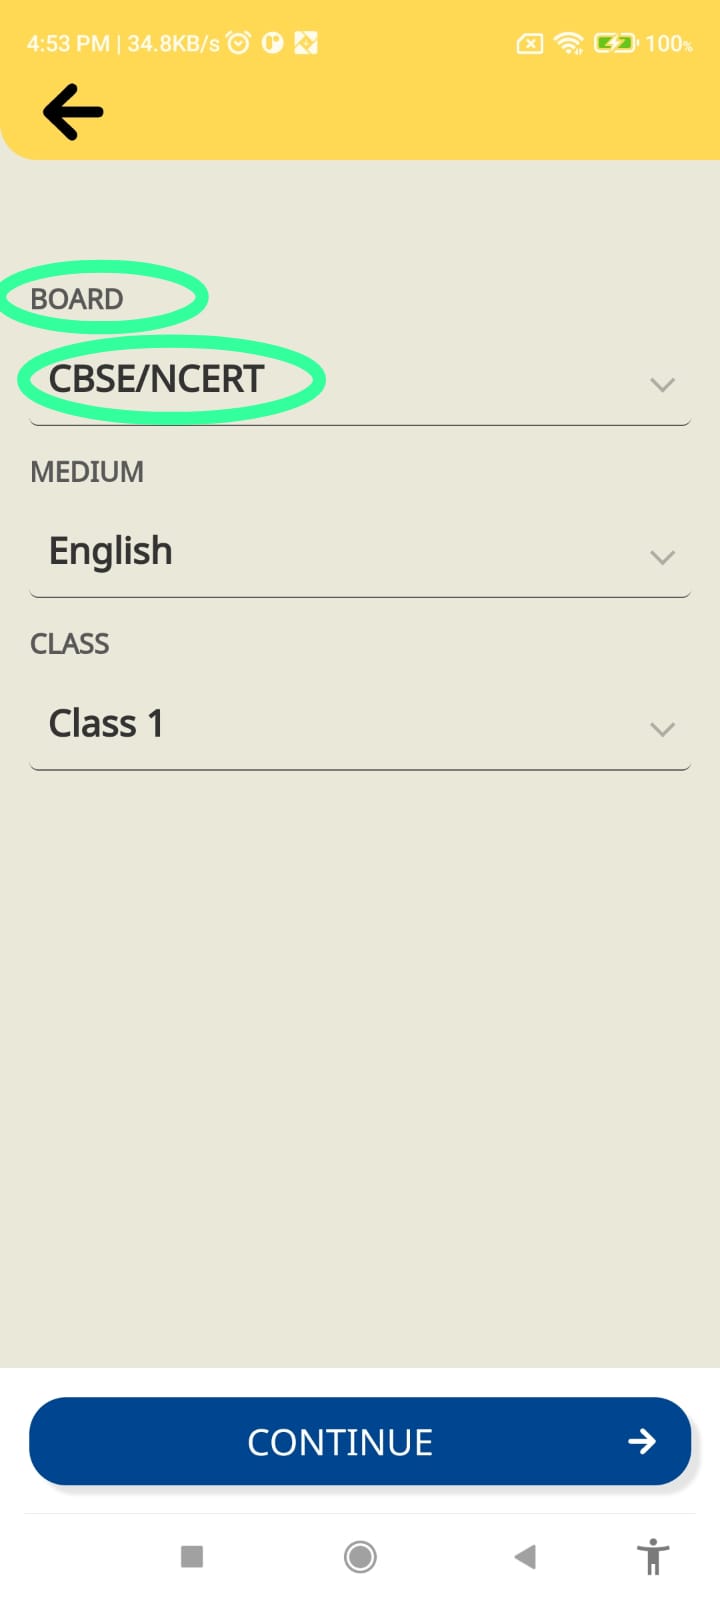 4:53 PM | 34.8KB/s 100%
BOARD
CBSE/NCERT
MEDIUM
English
CLASS
Class 1
CONTINUE